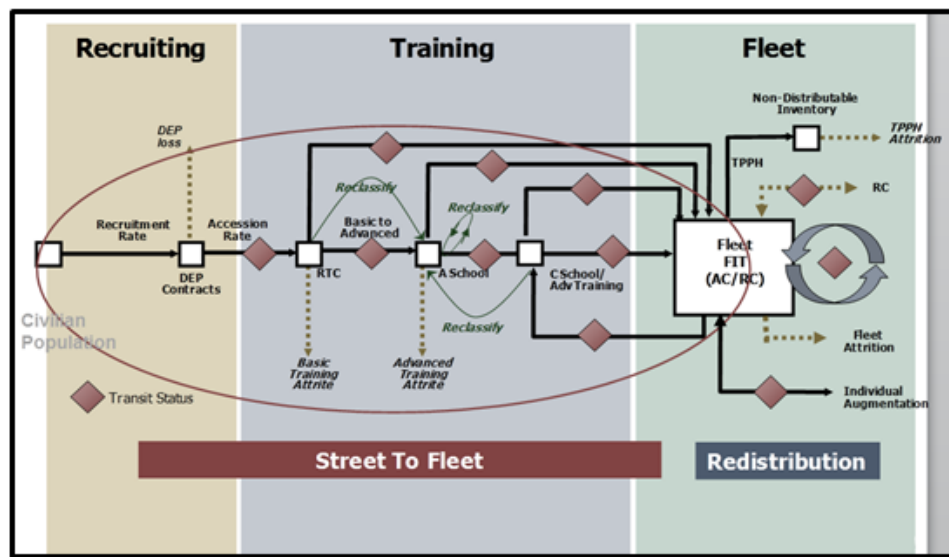 Recruiting
Training
Fleet
Non-Distributable
Inventory
DEP
loss
TPPH
Attrition
TPPH
Reclassify
RC
Reclassify
Recruitment
Rate
Accession
Rate
Basic to
Advanced
Fleet
FIT
(AC/RC)
DEP
Contracts
RTC
A School
C School/
Adv Training
Civilian
Population
Reclassify
Fleet
Attrition
Basic
Training
Attrite
Advanced
Training
Attrite
Transit Status
Individual
Augmentation
Street To Fleet
Redistribution